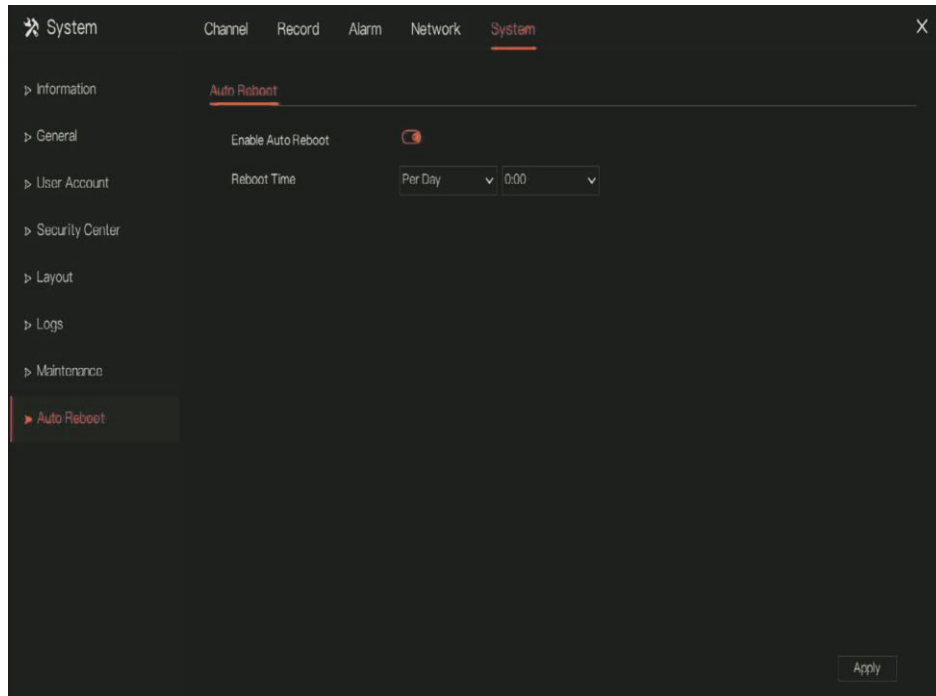 System
Channel Record Alarm Network System X
Information
General
User Account
Security Center
Layout
Logs
Maintenance
Auto Reboot
Auto Reboot
Enable Auto Reboot
Reboot Time Per Day 0:00
Apply